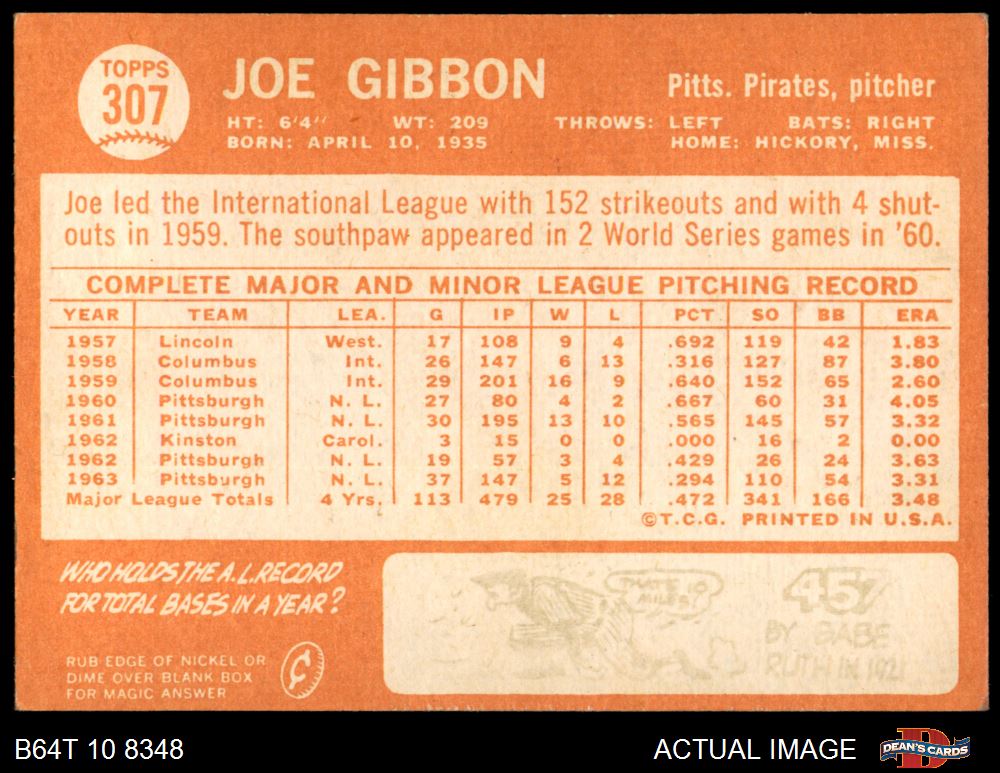 TOPPS
307
JOE GIBBON
Pitts. Pirates, pitcher
HT: 6'4" WT: 209 THROWS: LEFT BATS: RIGHT
BORN: APRIL 10, 1935 HOME: HICKORY, MISS.
Joe led the International League with 152 strikeouts and with 4 shut-
outs in 1959. The southpaw appeared in 2 World Series games in '60.
COMPLETE MAJOR AND MINOR LEAGUE PITCHING RECORD
YEAR TEAM LEA. G IP W L PCT SO BB ERA
1957 Lincoln West. 17 108 9 4 .692 119 42 1.83
1958 Columbus Int. 26 147 6 13 .316 127 87 3.80
1959 Columbus Int. 29 201 16 9 .640 152 65 2.60
1960 Pittsburgh N. L. 27 80 4 2 .667 60 31 4.05
1961 Pittsburgh N. L. 30 195 13 10 .565 145 57 3.32
1962 Kinston Carol. 3 15 0 0 .000 16 2 0.00
1962 Pittsburgh N. L. 19 57 3 4 .429 26 24 3.63
1963 Pittsburgh N. L. 37 147 5 12 .294 110 54 3.31
Major League Totals 4 Yrs. 113 479 25 28 .472 341 166 3.48
©T.C.G. PRINTED IN U.S.A.
WHO HOLDS THE A.L. RECORD
FOR TOTAL BASES IN A YEAR?
RUB EDGE OF NICKEL OR
DIME OVER BLANK BOX
FOR MAGIC ANSWER
¢
THAT'S 10
MILES!
457
BY BABE
RUTH IN 1921
B64T 10 8348
ACTUAL IMAGE
DEAN'S CARDS